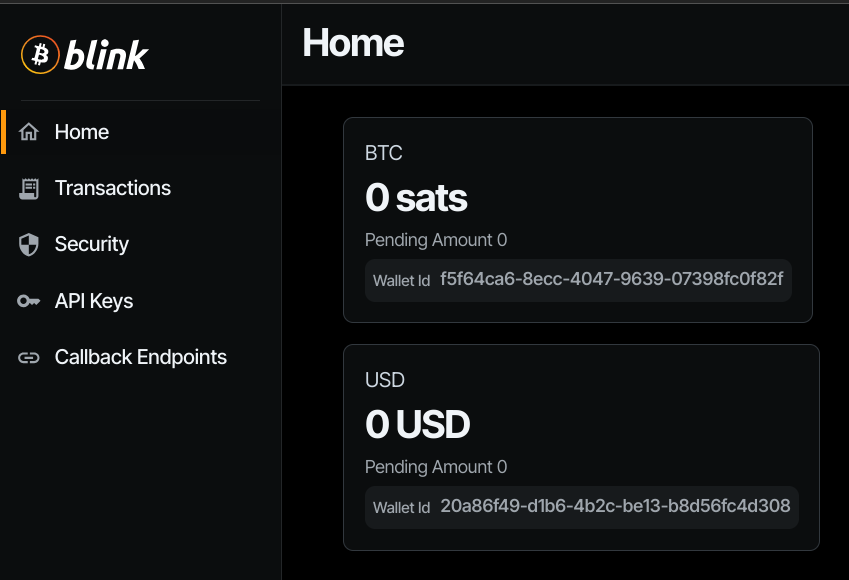 blink
Home
Transactions
Security
API Keys
Callback Endpoints
Home
BTC
0 sats
Pending Amount 0
Wallet Id f5f64ca6-8ecc-4047-9639-07398fc0f82f
USD
0 USD
Pending Amount 0
Wallet Id 20a86f49-d1b6-4b2c-be13-b8d56fc4d308